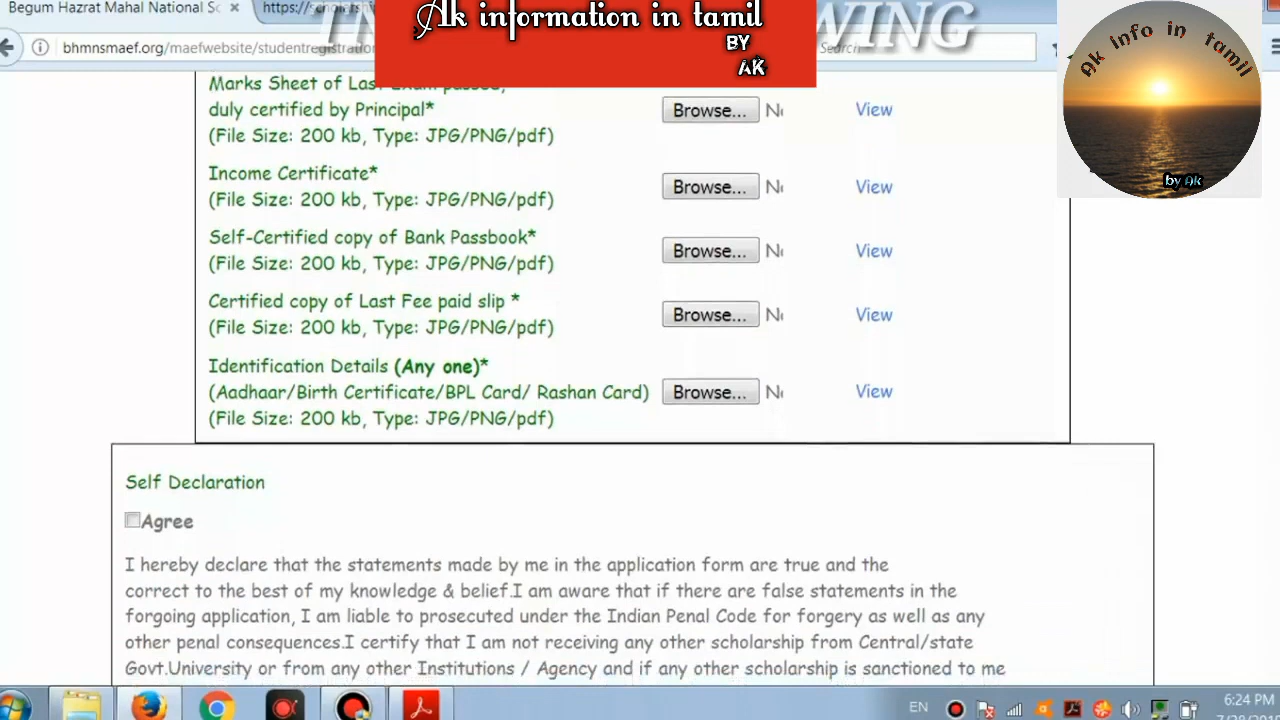 Begum Hazrat Mahal National Sc
Ak information in tamil
BY
AK
Ak info in tamil
by Ak
bhmnsmaef.org/maefwebsite/studentregistration
Search
duly certified by Principal*
(File Size: 200 kb, Type: JPG/PNG/pdf)
Browse...
View
Income Certificate*
(File Size: 200 kb, Type: JPG/PNG/pdf)
Browse...
View
Self-Certified copy of Bank Passbook*
(File Size: 200 kb, Type: JPG/PNG/pdf)
Browse...
View
Certified copy of Last Fee paid slip *
(File Size: 200 kb, Type: JPG/PNG/pdf)
Browse...
View
Identification Details (Any one)*
(Aadhaar/Birth Certificate/BPL Card/ Rashan Card)
(File Size: 200 kb, Type: JPG/PNG/pdf)
Browse...
View
Self Declaration
Agree
I hereby declare that the statements made by me in the application form are true and the
correct to the best of my knowledge & belief.I am aware that if there are false statements in the
forgoing application, I am liable to prosecuted under the Indian Penal Code for forgery as well as any
other penal consequences.I certify that I am not receiving any other scholarship from Central/state
Govt.University or from any other Institutions / Agency and if any other scholarship is sanctioned to me
EN
6:24 PM